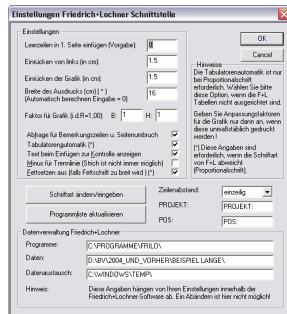 Einstellungen Friedrich+Lochner Schnittstelle
Einstellungen
Leerzeilen in 1. Seite einfügen (Vorgabe): 0
Einrücken von links (in cm): 1.5
Einrücken der Grafik (in cm): 1.5
Breite des Ausdrucks (cm) (*) 16
(Automatisch berechnen Eingabe = 0)
Faktor für Grafik (i.d.R=1,00) B: 1 H: 1
Abfrage für Bemerkungszeilen u. Seitenumbruch
Tabulatorengutomatik (*)
Text beim Einfügen zur Kontrolle anzeigen
Minus für Trennlinie (Strich ist nicht immer möglich)
Fettsetzen aus (falls Fettschrift zu breit wird) (*)
OK
Cancel
Hinweise
Die Tabulatorenautomatik ist nur
bei Proportionalschrift
erforderlich. Wählen Sie bitte
diese Option, wenn die F+L
Tabellen nicht ausgerichtet sind.
Geben Sie Anpassungsfaktoren
für die Grafik nur dann an, wenn
diese unmaßstäblich gedruckt
werden !
(*) Diese Angaben sind
erforderlich, wenn die Schiftart
von F+L abweicht
(Proportionalschrift).
Schriftart ändern/eingeben
Programmliste aktualisieren
Zeilenabstand: einzeilig
PROJEKT: PROJEKT:
POS: POS:
Datenverwaltung Friedrich+Lochner
Programme: C:\PROGRAMME\FRILO\
Daten: D:\BV\2004_UND_VORHER\BEISPIEL LANGE\
Datenaustausch: C:\WINDOWS\TEMP\
Hinweis: Diese Angaben hängen von Ihren Einstellungen innerhalb der
Friedrich+Lochner-Software ab. Ein Abändern ist hier nicht möglich!